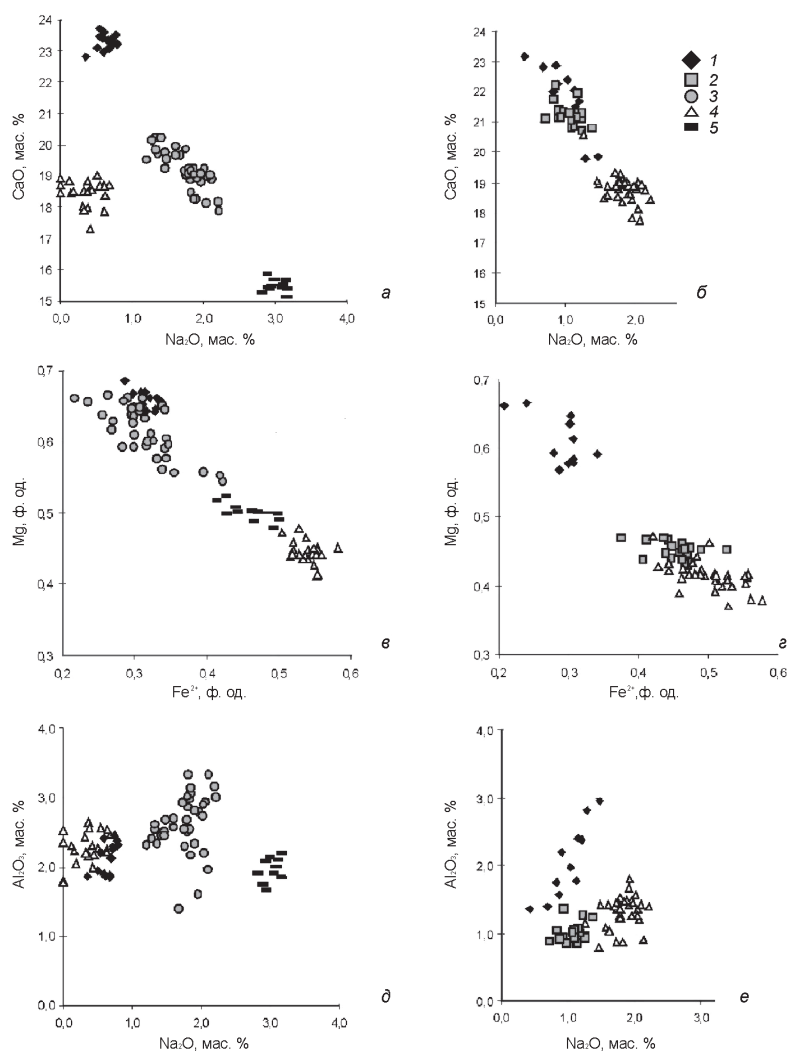 24
23
22
21
20
19
18
17
16
15
CaO, мас. %
0,0 1,0 2,0 3,0 4,0
Na₂O, мас. %
а
24
23
22
21
20
19
18
17
16
15
CaO, мас. %
0,0 1,0 2,0
Na₂O, мас. %
б
1
2
3
4
5
0,7
0,6
0,5
0,4
0,3
Mg, ф. од.
0,2 0,3 0,4 0,5 0,6
Fe²⁺, ф. од.
в
0,7
0,6
0,5
0,4
0,3
Mg, ф. од.
0,2 0,3 0,4 0,5 0,6
Fe²⁺,ф. од.
г
4,0
3,0
2,0
1,0
0,0
Al₂O₃, мас. %
0,0 1,0 2,0 3,0 4,0
Na₂O, мас. %
д
4,0
3,0
2,0
1,0
0,0
Al₂O₃, мас. %
0,0 1,0 2,0 3,0
Na₂O, мас. %
е